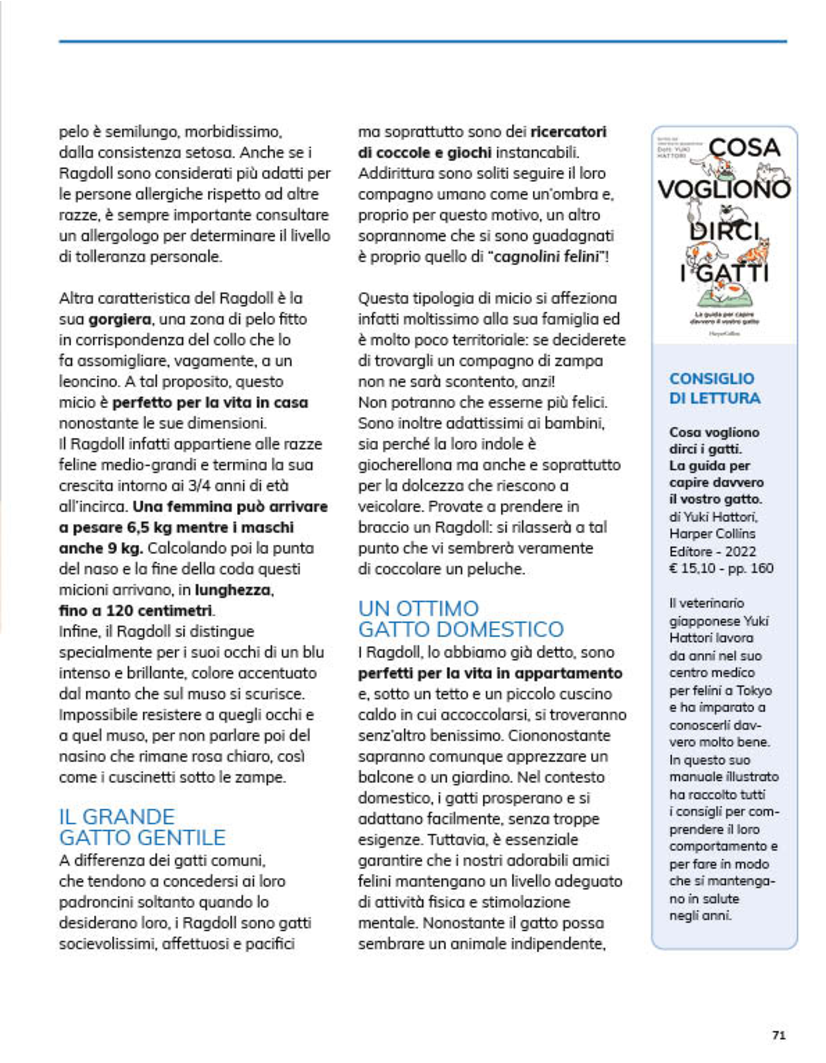 pelo è semilungo, morbidissimo,
dalla consistenza setosa. Anche se i
Ragdoll sono considerati più adatti per
le persone allergiche rispetto ad altre
razze, è sempre importante consultare
un allergologo per determinare il livello
di tolleranza personale.
Altra caratteristica del Ragdoll è la
sua gorgiera, una zona di pelo fitto
in corrispondenza del collo che lo
fa assomigliare, vagamente, a un
leoncino. A tal proposito, questo
micio è perfetto per la vita in casa
nonostante le sue dimensioni.
Il Ragdoll infatti appartiene alle razze
feline medio-grandi e termina la sua
crescita intorno ai 3/4 anni di età
all'incirca. Una femmina può arrivare
a pesare 6,5 kg mentre i maschi
anche 9 kg. Calcolando poi la punta
del naso e la fine della coda questi
micioni arrivano, in lunghezza,
fino a 120 centimetri.
Infine, il Ragdoll si distingue
specialmente per i suoi occhi di un blu
intenso e brillante, colore accentuato
dal manto che sul muso si scurisce.
Impossibile resistere a quegli occhi e
a quel muso, per non parlare poi del
nasino che rimane rosa chiaro, così
come i cuscinetti sotto le zampe.
IL GRANDE
GATTO GENTILE
A differenza dei gatti comuni,
che tendono a concedersi ai loro
padroncini soltanto quando lo
desiderano loro, i Ragdoll sono gatti
socievolissimi, affettuosi e pacifici
ma soprattutto sono dei ricercatori
di coccole e giochi instancabili.
Addirittura sono soliti seguire il loro
compagno umano come un'ombra e,
proprio per questo motivo, un altro
soprannome che si sono guadagnati
è proprio quello di "cagnolini felini"!
Questa tipologia di micio si affeziona
infatti moltissimo alla sua famiglia ed
è molto poco territoriale: se deciderete
di trovargli un compagno di zampa
non ne sarà scontento, anzi!
Non potranno che esserne più felici.
Sono inoltre adattissimi ai bambini,
sia perché la loro indole è
giocherellona ma anche e soprattutto
per la dolcezza che riescono a
veicolare. Provate a prendere in
braccio un Ragdoll: si rilasserà a tal
punto che vi sembrerà veramente
di coccolare un peluche.
UN OTTIMO
GATTO DOMESTICO
I Ragdoll, lo abbiamo già detto, sono
perfetti per la vita in appartamento
e, sotto un tetto e un piccolo cuscino
caldo in cui accoccolarsi, si troveranno
senz'altro benissimo. Ciononostante
sapranno comunque apprezzare un
balcone o un giardino. Nel contesto
domestico, i gatti prosperano e si
adattano facilmente, senza troppe
esigenze. Tuttavia, è essenziale
garantire che i nostri adorabili amici
felini mantengano un livello adeguato
di attività fisica e stimolazione
mentale. Nonostante il gatto possa
sembrare un animale indipendente,
Dott. YUKI
HATTORI
COSA
VOGLIONO
DIRCI
I GATTI
La guida per capire
davvero il vostro gatto
HarperCollins
CONSIGLIO
DI LETTURA
Cosa vogliono
dirci i gatti.
La guida per
capire davvero
il vostro gatto.
di Yuki Hattori,
Harper Collins
Editore - 2022
€ 15,10 - pp. 160
Il veterinario
giapponese Yuki
Hattori lavora
da anni nel suo
centro medico
per felini a Tokyo
e ha imparato a
conoscerli dav-
vero molto bene.
In questo suo
manuale illustrato
ha raccolto tutti
i consigli per com-
prendere il loro
comportamento e
per fare in modo
che si mantenga-
no in salute
negli anni.
71